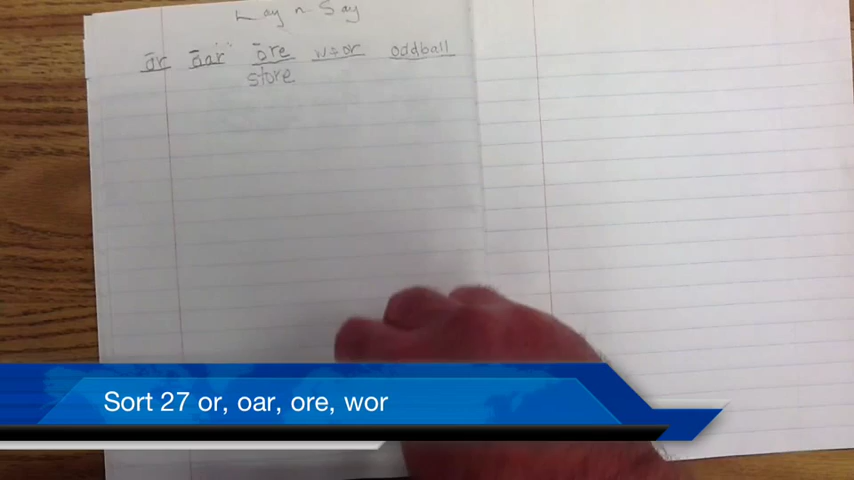 Lay n Say
ōr ōar ōre w+or oddball
store
Sort 27 or, oar, ore, wor